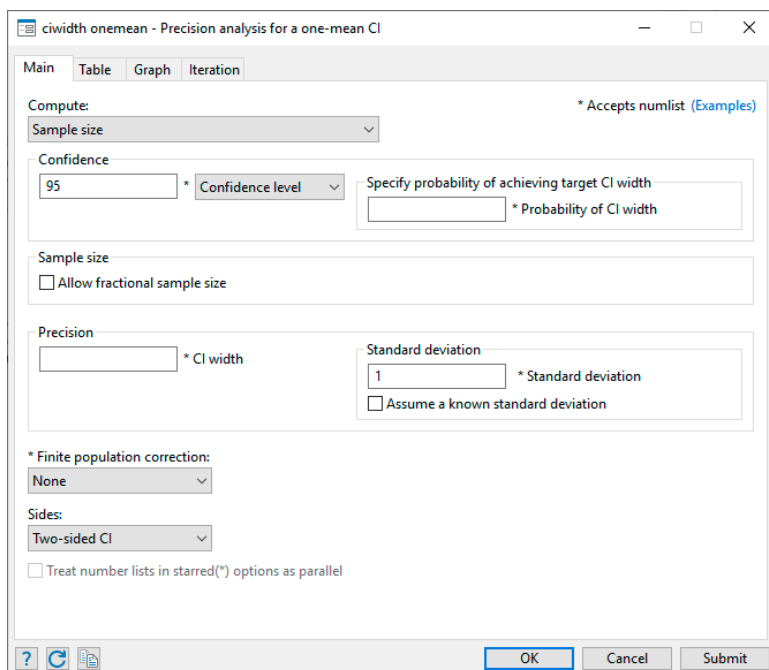 ciwidth onemean - Precision analysis for a one-mean CI
Main Table Graph Iteration
Compute:
* Accepts numlist (Examples)
Sample size
Confidence
95 * Confidence level
Specify probability of achieving target CI width
* Probability of CI width
Sample size
Allow fractional sample size
Precision
* CI width
Standard deviation
1 * Standard deviation
Assume a known standard deviation
* Finite population correction:
None
Sides:
Two-sided CI
Treat number lists in starred(*) options as parallel
? OK Cancel Submit